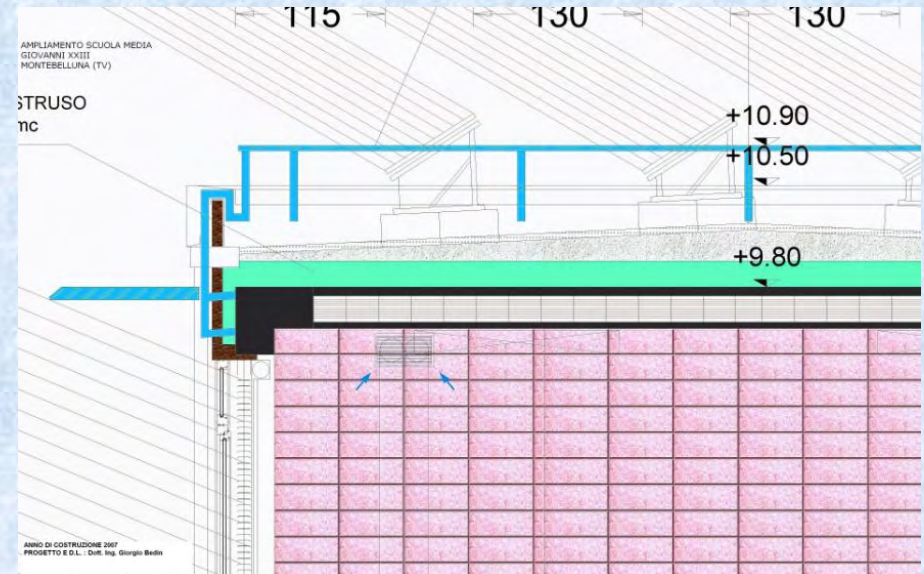 115
130
130
AMPLIAMENTO SCUOLA MEDIA
GIOVANNI XXIII
MONTEBELLUNA (TV)
STRUSO
mc
+10.90
+10.50
+9.80
ANNO DI COSTRUZIONE 2007
PROGETTO E D.L. : Dott. Ing. Giorgio Bedin